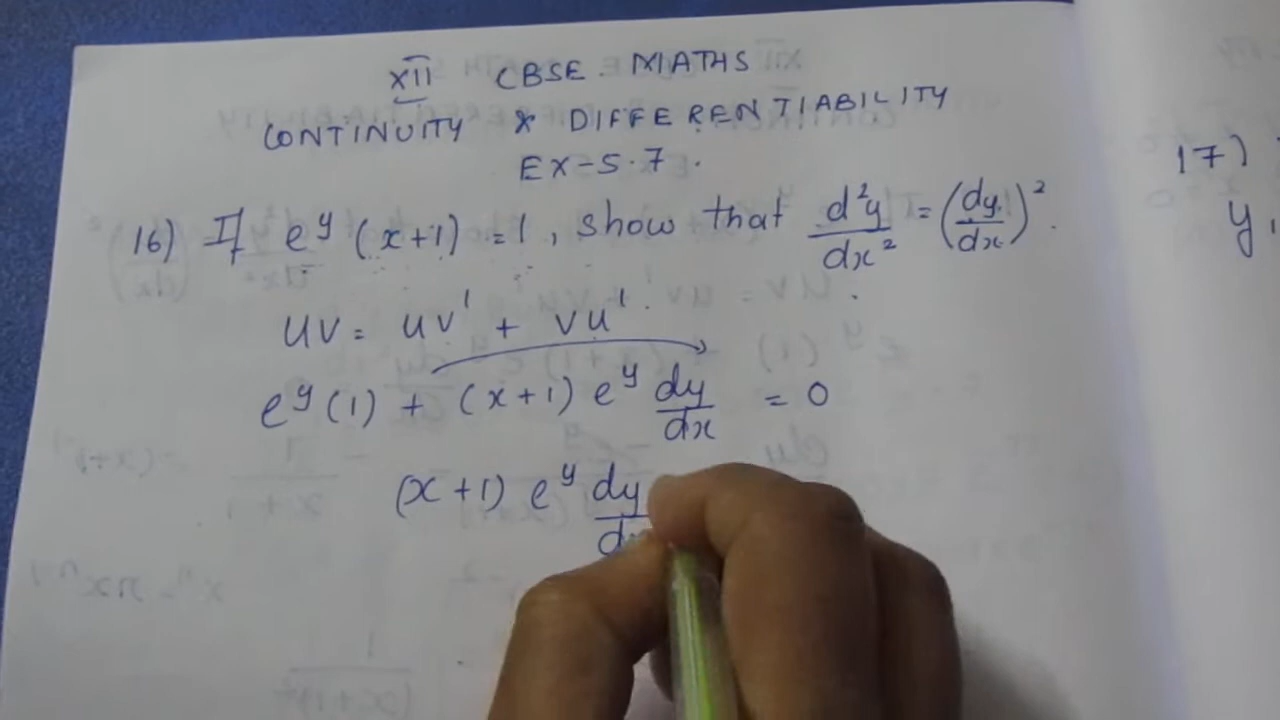 XII CBSE. MATHS
CONTINUITY & DIFFERENTIABILITY
EX-5.7.
16) If e^y (x+1) = 1, show that d²y/dx² = (dy/dx)².
UV = UV' + VU'
e^y (1) + (x+1) e^y dy/dx = 0
(x+1) e^y dy
17)
y,